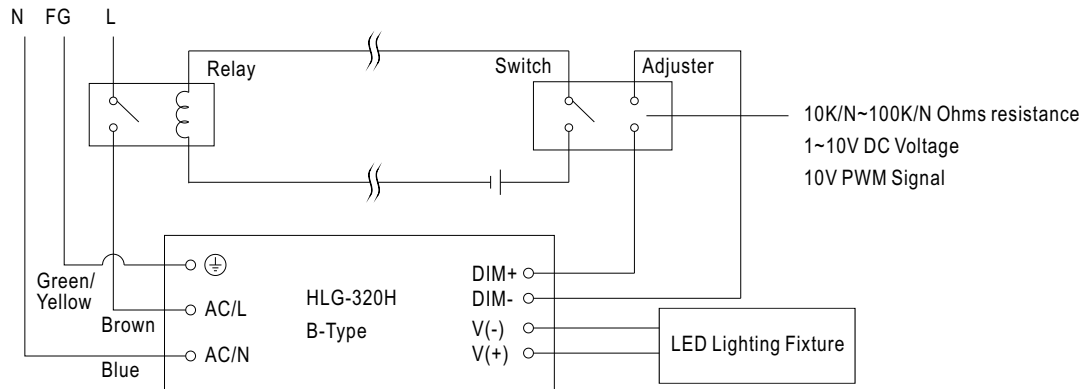 N FG L
Relay
Switch
Adjuster
10K/N~100K/N Ohms resistance
1~10V DC Voltage
10V PWM Signal
Green/
Yellow
Brown
Blue
AC/L
AC/N
HLG-320H
B-Type
DIM+
DIM-
V(-)
V(+)
LED Lighting Fixture